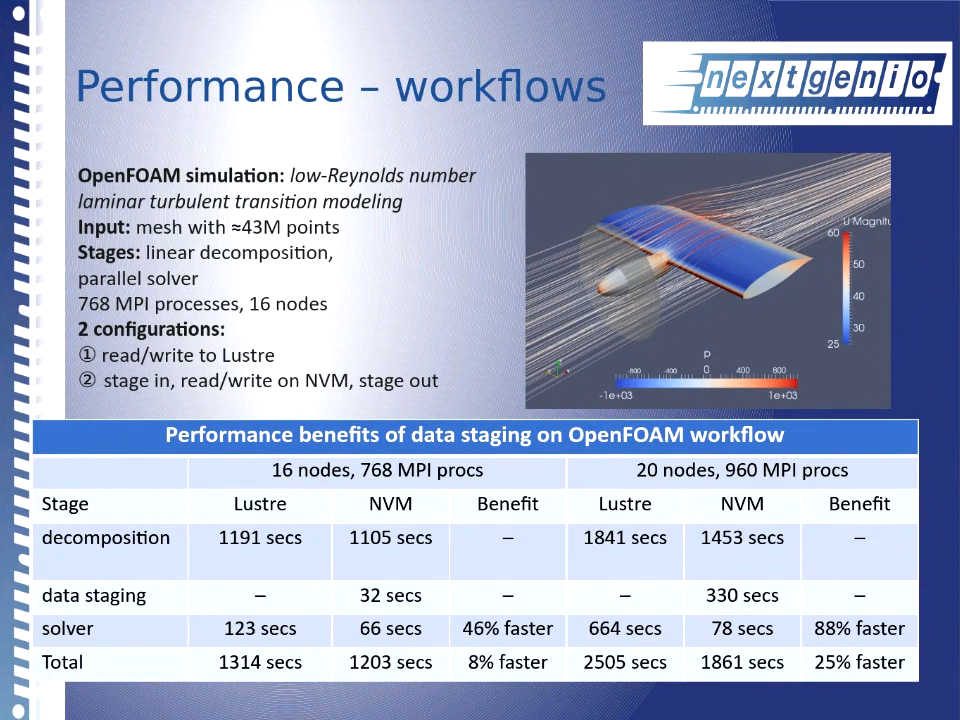 Performance – workflows
nextgenio
OpenFOAM simulation: low-Reynolds number
laminar turbulent transition modeling
Input: mesh with ≈43M points
Stages: linear decomposition,
parallel solver
768 MPI processes, 16 nodes
2 configurations:
① read/write to Lustre
② stage in, read/write on NVM, stage out
U Magnitu
60
50
40
30
25
p
-800 -400 0 400 800
-1e+03 1e+03
Performance benefits of data staging on OpenFOAM workflow
16 nodes, 768 MPI procs 20 nodes, 960 MPI procs
Stage Lustre NVM Benefit Lustre NVM Benefit
decomposition 1191 secs 1105 secs – 1841 secs 1453 secs –
data staging – 32 secs – – 330 secs –
solver 123 secs 66 secs 46% faster 664 secs 78 secs 88% faster
Total 1314 secs 1203 secs 8% faster 2505 secs 1861 secs 25% faster